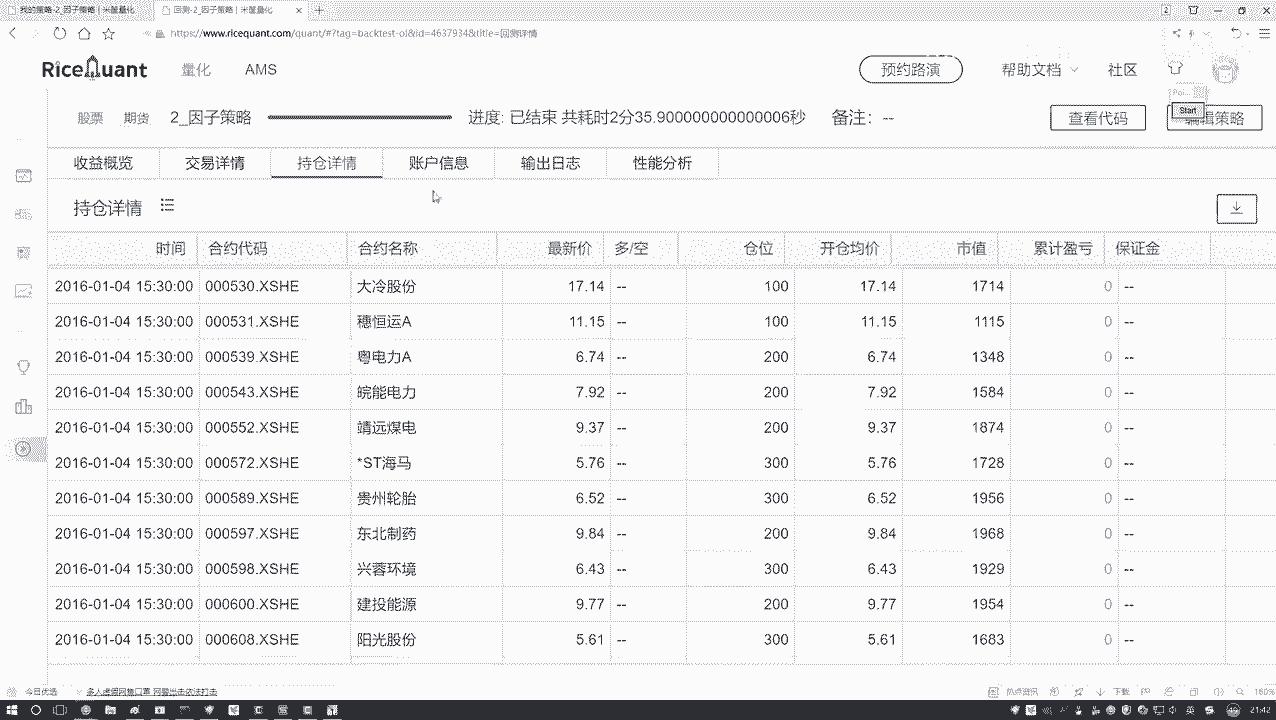 我的策略-2_因子策略 | 米筐量化
回测-2_因子策略 | 米筐量化
https://www.ricequant.com/quant/#?tag=backtest-ol&id=4637934&title=回测详情
RiceQuant 量化 AMS 预约路演 帮助文档 社区
股票 期货 2_因子策略 进度: 已结束 共耗时2分35.900000000000006秒 备注: -- 查看代码 编辑策略
Start
收益概览 交易详情 持仓详情 账户信息 输出日志 性能分析
持仓详情
时间 合约代码 合约名称 最新价 多/空 仓位 开仓均价 市值 累计盈亏 保证金
2016-01-04 15:30:00 000530.XSHE 大冷股份 17.14 -- 100 17.14 1714 0 --
2016-01-04 15:30:00 000531.XSHE 穗恒运A 11.15 -- 100 11.15 1115 0 --
2016-01-04 15:30:00 000539.XSHE 粤电力A 6.74 -- 200 6.74 1348 0 --
2016-01-04 15:30:00 000543.XSHE 皖能电力 7.92 -- 200 7.92 1584 0 --
2016-01-04 15:30:00 000552.XSHE 靖远煤电 9.37 -- 200 9.37 1874 0 --
2016-01-04 15:30:00 000572.XSHE *ST海马 5.76 -- 300 5.76 1728 0 --
2016-01-04 15:30:00 000589.XSHE 贵州轮胎 6.52 -- 300 6.52 1956 0 --
2016-01-04 15:30:00 000597.XSHE 东北制药 9.84 -- 200 9.84 1968 0 --
2016-01-04 15:30:00 000598.XSHE 兴蓉环境 6.43 -- 300 6.43 1929 0 --
2016-01-04 15:30:00 000600.XSHE 建投能源 9.77 -- 200 9.77 1954 0 --
2016-01-04 15:30:00 000608.XSHE 阳光股份 5.61 -- 300 5.61 1683 0 --
今日优选 多人虚假网售口罩 网警出击依法打击 热点资讯 下载 160%
21:42